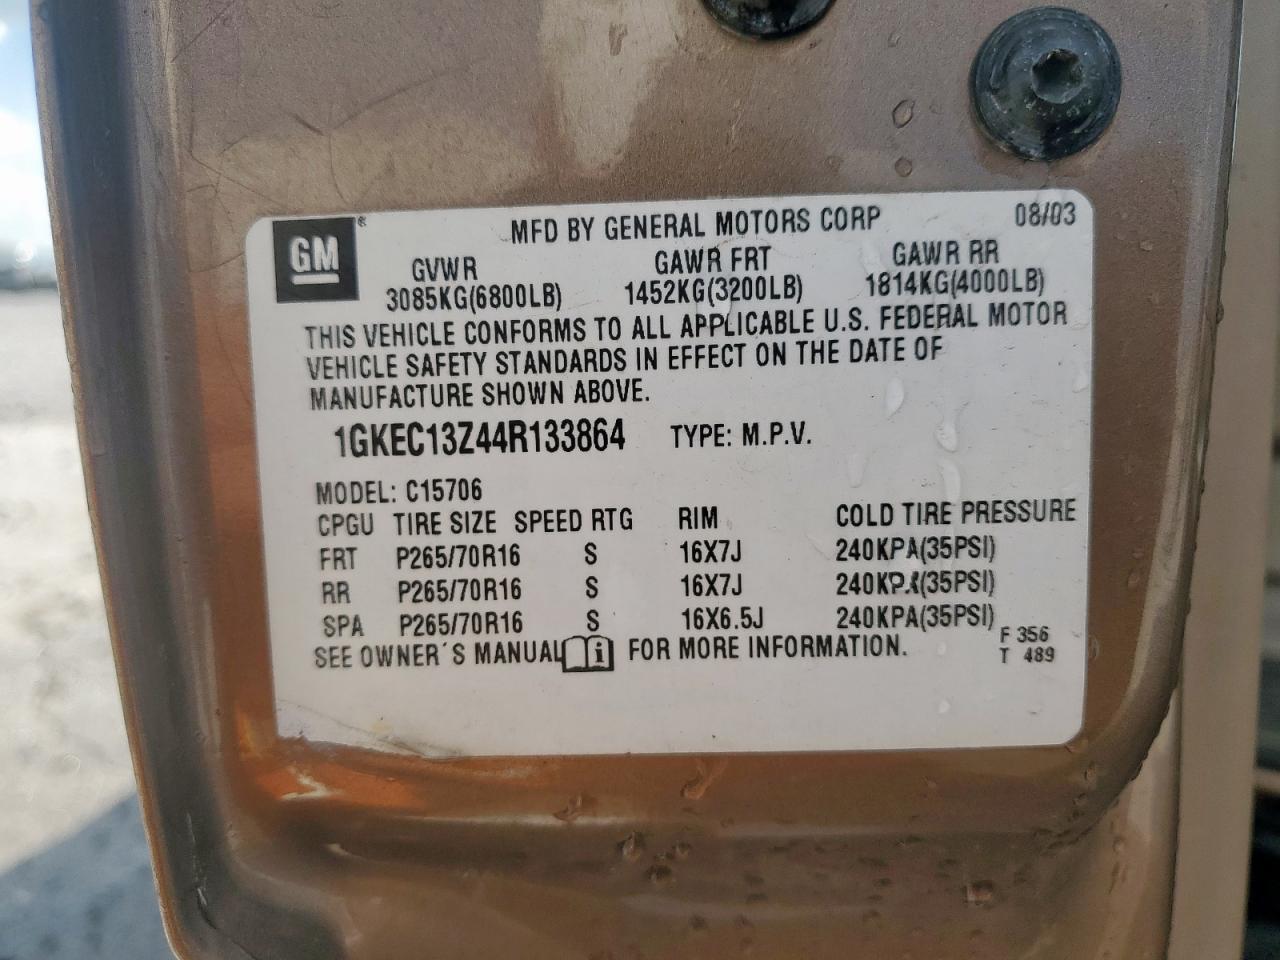 GM ®
MFD BY GENERAL MOTORS CORP 08/03
GVWR GAWR FRT GAWR RR
3085KG(6800LB) 1452KG(3200LB) 1814KG(4000LB)
THIS VEHICLE CONFORMS TO ALL APPLICABLE U.S. FEDERAL MOTOR
VEHICLE SAFETY STANDARDS IN EFFECT ON THE DATE OF
MANUFACTURE SHOWN ABOVE.
1GKEC13Z44R133864 TYPE: M.P.V.
MODEL: C15706
CPGU TIRE SIZE SPEED RTG RIM COLD TIRE PRESSURE
FRT P265/70R16 S 16X7J 240KPA(35PSI)
RR P265/70R16 S 16X7J 240KPA(35PSI)
SPA P265/70R16 S 16X6.5J 240KPA(35PSI)
SEE OWNER'S MANUAL i FOR MORE INFORMATION.
F 356
T 489